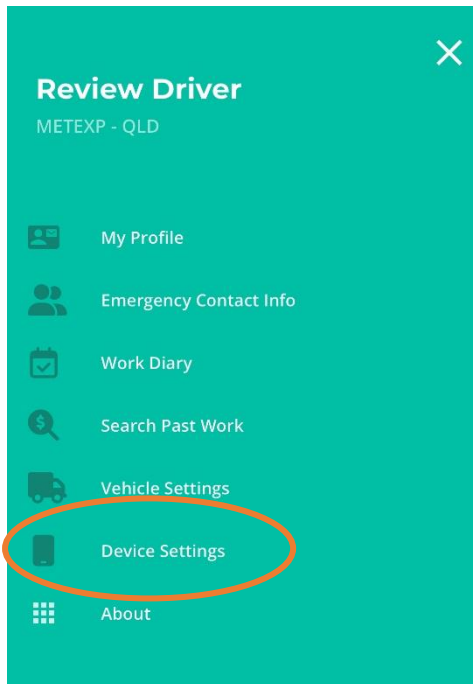 Review Driver
METEXP - QLD
My Profile
Emergency Contact Info
Work Diary
Search Past Work
Vehicle Settings
Device Settings
About